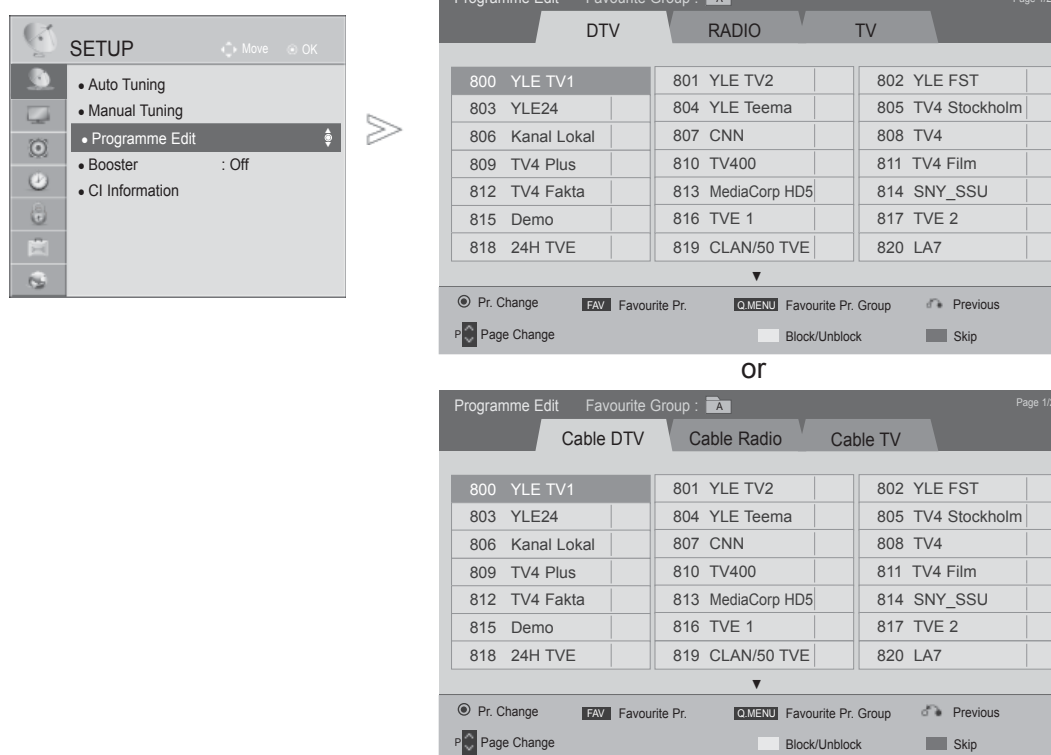 SETUP Move OK
Auto Tuning
Manual Tuning
Programme Edit
Booster : Off
CI Information
Programme Edit Favourite Group : A
DTV RADIO TV
800 YLE TV1 801 YLE TV2 802 YLE FST
803 YLE24 804 YLE Teema 805 TV4 Stockholm
806 Kanal Lokal 807 CNN 808 TV4
809 TV4 Plus 810 TV400 811 TV4 Film
812 TV4 Fakta 813 MediaCorp HD5 814 SNY_SSU
815 Demo 816 TVE 1 817 TVE 2
818 24H TVE 819 CLAN/50 TVE 820 LA7
Pr. Change FAV Favourite Pr. Q.MENU Favourite Pr. Group Previous
P Page Change Block/Unblock Skip
or
Programme Edit Favourite Group : A Page 1/
Cable DTV Cable Radio Cable TV
800 YLE TV1 801 YLE TV2 802 YLE FST
803 YLE24 804 YLE Teema 805 TV4 Stockholm
806 Kanal Lokal 807 CNN 808 TV4
809 TV4 Plus 810 TV400 811 TV4 Film
812 TV4 Fakta 813 MediaCorp HD5 814 SNY_SSU
815 Demo 816 TVE 1 817 TVE 2
818 24H TVE 819 CLAN/50 TVE 820 LA7
Pr. Change FAV Favourite Pr. Q.MENU Favourite Pr. Group Previous
P Page Change Block/Unblock Skip